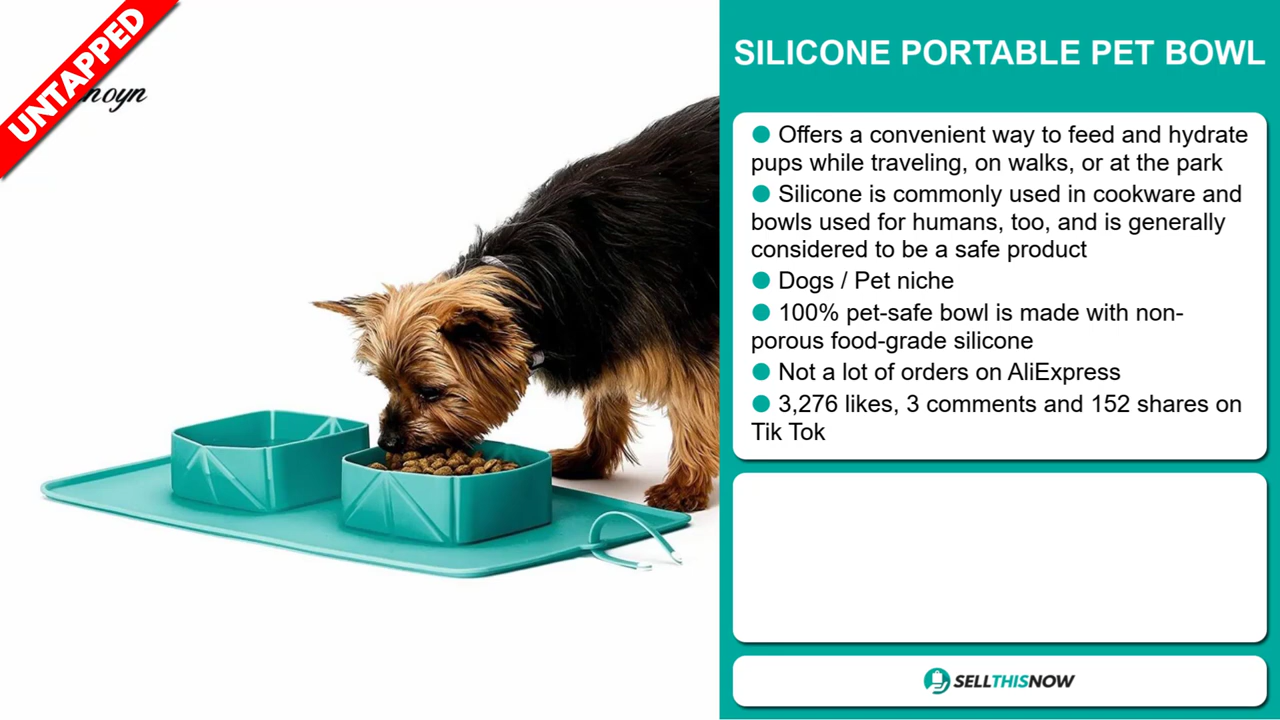 UNTAPPED
SILICONE PORTABLE PET BOWL
● Offers a convenient way to feed and hydrate
pups while traveling, on walks, or at the park
● Silicone is commonly used in cookware and
bowls used for humans, too, and is generally
considered to be a safe product
● Dogs / Pet niche
● 100% pet-safe bowl is made with non-
porous food-grade silicone
● Not a lot of orders on AliExpress
● 3,276 likes, 3 comments and 152 shares on
Tik Tok
SELLTHISNOW